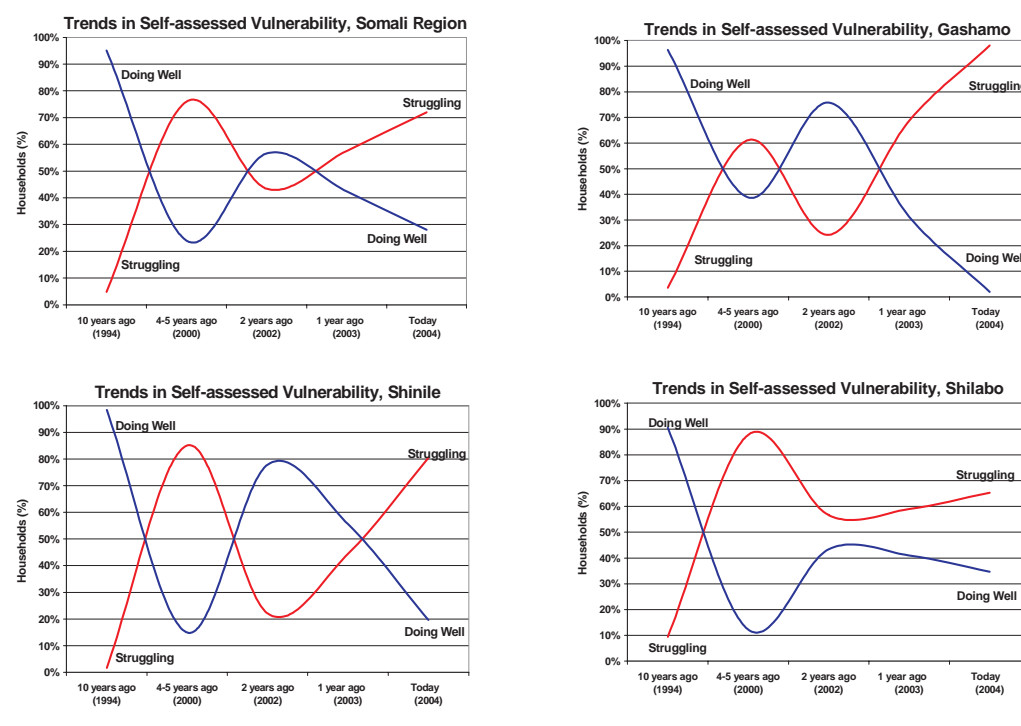 Trends in Self-assessed Vulnerability, Somali Region
100%
90%
80%
70%
60%
50%
40%
30%
20%
10%
0%
Households (%)
Doing Well
Struggling
Struggling
Doing Well
10 years ago
(1994)
4-5 years ago
(2000)
2 years ago
(2002)
1 year ago
(2003)
Today
(2004)
Trends in Self-assessed Vulnerability, Gashamo
100%
90%
80%
70%
60%
50%
40%
30%
20%
10%
0%
Households (%)
Doing Well
Struggling
Struggling
Doing Wel
10 years ago
(1994)
4-5 years ago
(2000)
2 years ago
(2002)
1 year ago
(2003)
Today
(2004)
Trends in Self-assessed Vulnerability, Shinile
100%
90%
80%
70%
60%
50%
40%
30%
20%
10%
0%
Households (%)
Doing Well
Struggling
Struggling
Doing Well
10 years ago
(1994)
4-5 years ago
(2000)
2 years ago
(2002)
1 year ago
(2003)
Today
(2004)
Trends in Self-assessed Vulnerability, Shilabo
100%
90%
80%
70%
60%
50%
40%
30%
20%
10%
0%
Households (%)
Doing Well
Struggling
Doing Well
Struggling
10 years ago
(1994)
4-5 years ago
(2000)
2 years ago
(2002)
1 year ago
(2003)
Today
(2004)